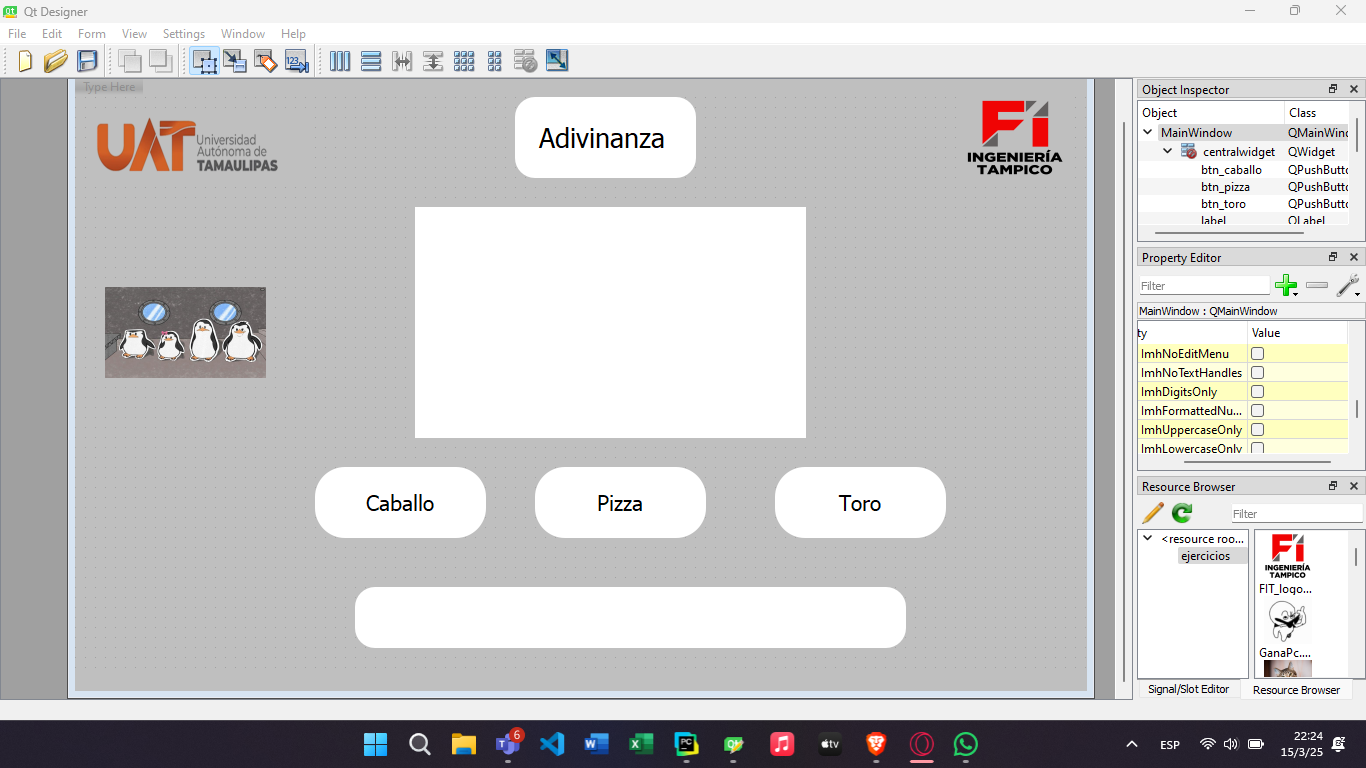 Qt Designer
File Edit Form View Settings Window Help
Type Here
UAT Universidad
Autónoma de
TAMAULIPAS
Adivinanza
Fi
INGENIERÍA
TAMPICO
Caballo
Pizza
Toro
Object Inspector
Object Class
MainWindow QMainWinc
centralwidget QWidget
btn_caballo QPushButto
btn_pizza QPushButto
btn_toro QPushButto
label QLabel
Property Editor
Filter
MainWindow : QMainWindow
ty Value
ImhNoEditMenu
ImhNoTextHandles
ImhDigitsOnly
ImhFormattedNu...
ImhUppercaseOnly
ImhLowercaseOnly
Resource Browser
Filter
<resource roo...
ejercicios
Fi
INGENIERÍA
TAMPICO
FIT_logo...
GanaPc....
Signal/Slot Editor Resource Browser
6
ESP
22:24
15/3/25